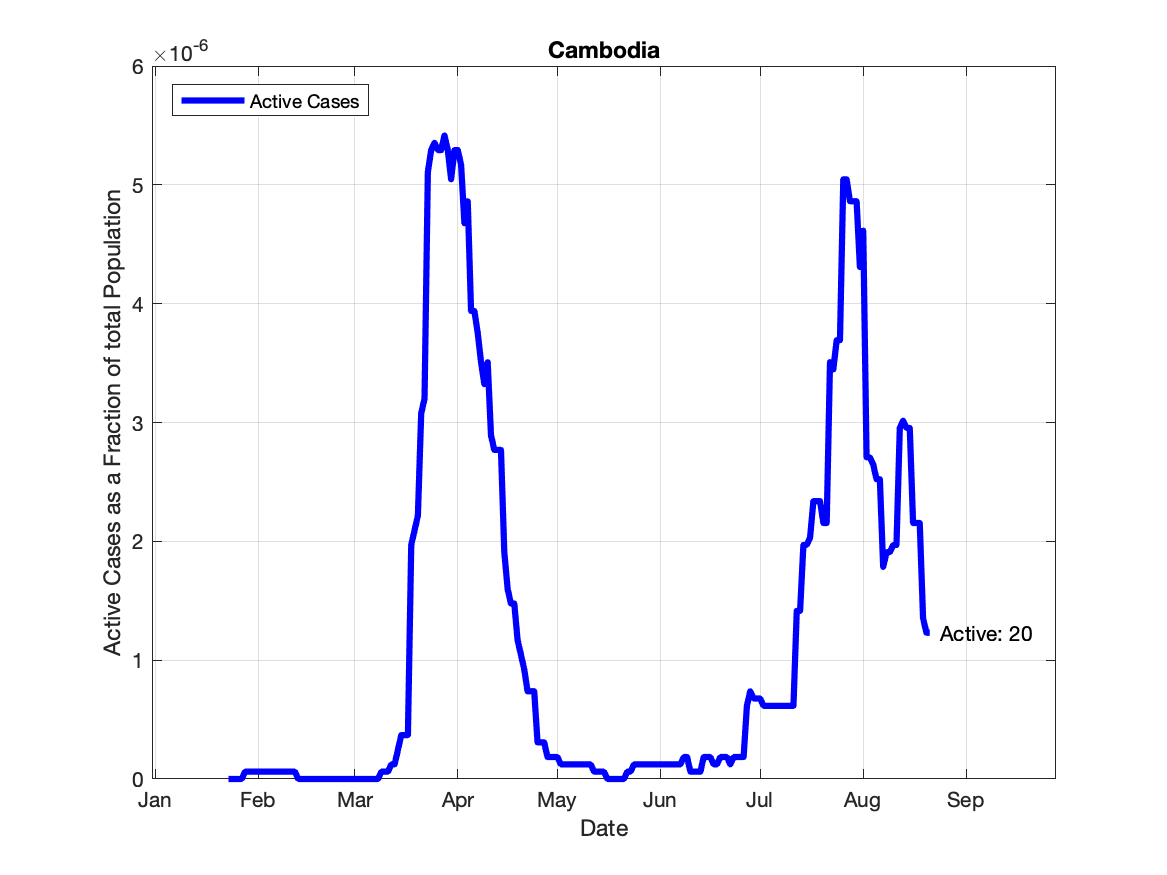 Cambodia
×10-6
6
5
4
3
2
1
0
Active Cases
Active Cases as a Fraction of total Population
Active: 20
Jan Feb Mar Apr May Jun Jul Aug Sep
Date